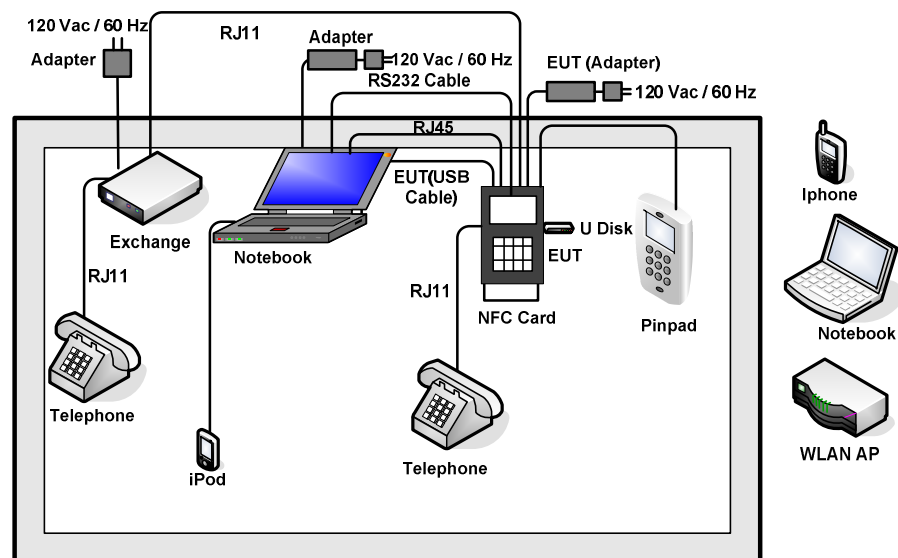 120 Vac / 60 Hz
Adapter
RJ11
Adapter
120 Vac / 60 Hz
RS232 Cable
EUT (Adapter)
120 Vac / 60 Hz
RJ45
EUT(USB
Cable)
Exchange
Notebook
U Disk
EUT
Iphone
RJ11
RJ11
NFC Card
Pinpad
Notebook
Telephone
Telephone
iPod
WLAN AP